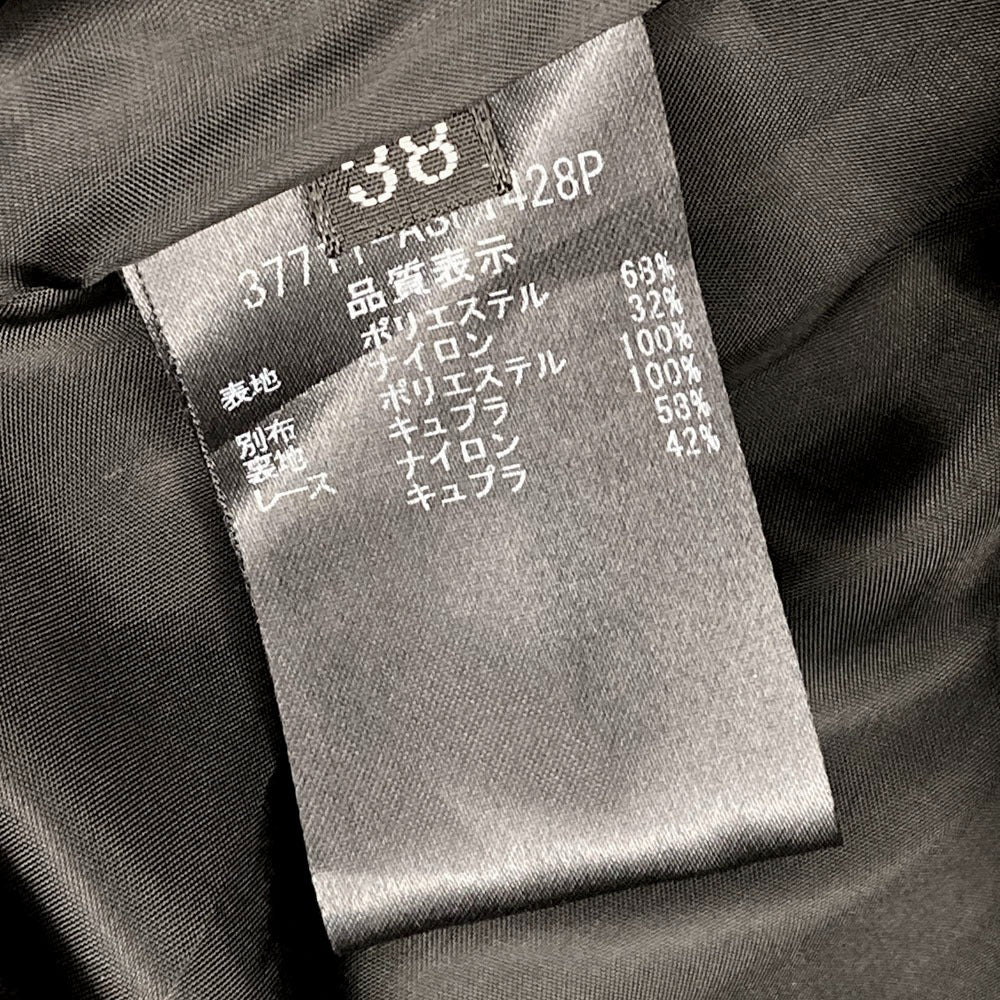 38
品質表示
表地 ポリエステル 68%
ナイロン 32%
別布 ポリエステル 100%
裏地 キュプラ 100%
レース ナイロン 58%
キュプラ 42%